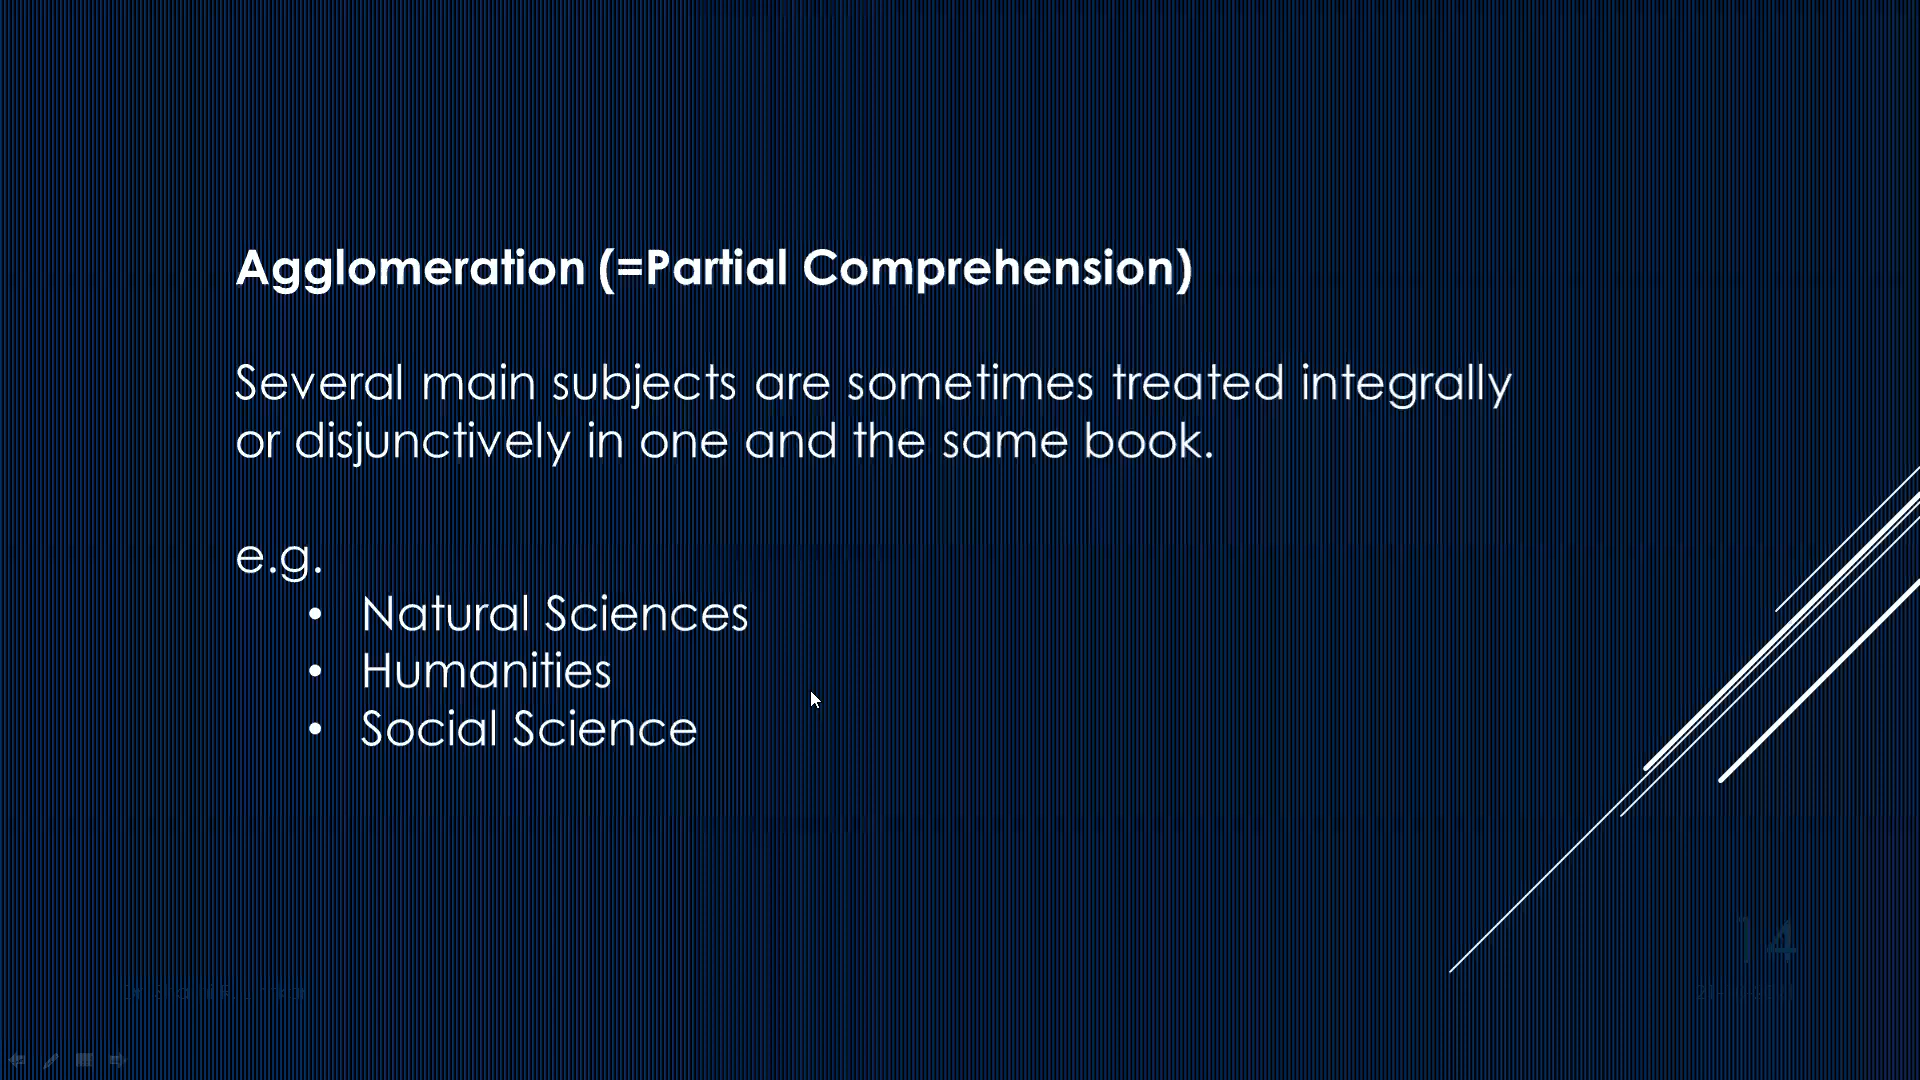 Agglomeration (=Partial Comprehension)
Several main subjects are sometimes treated integrally
or disjunctively in one and the same book.
e.g.
• Natural Sciences
• Humanities
• Social Science
14